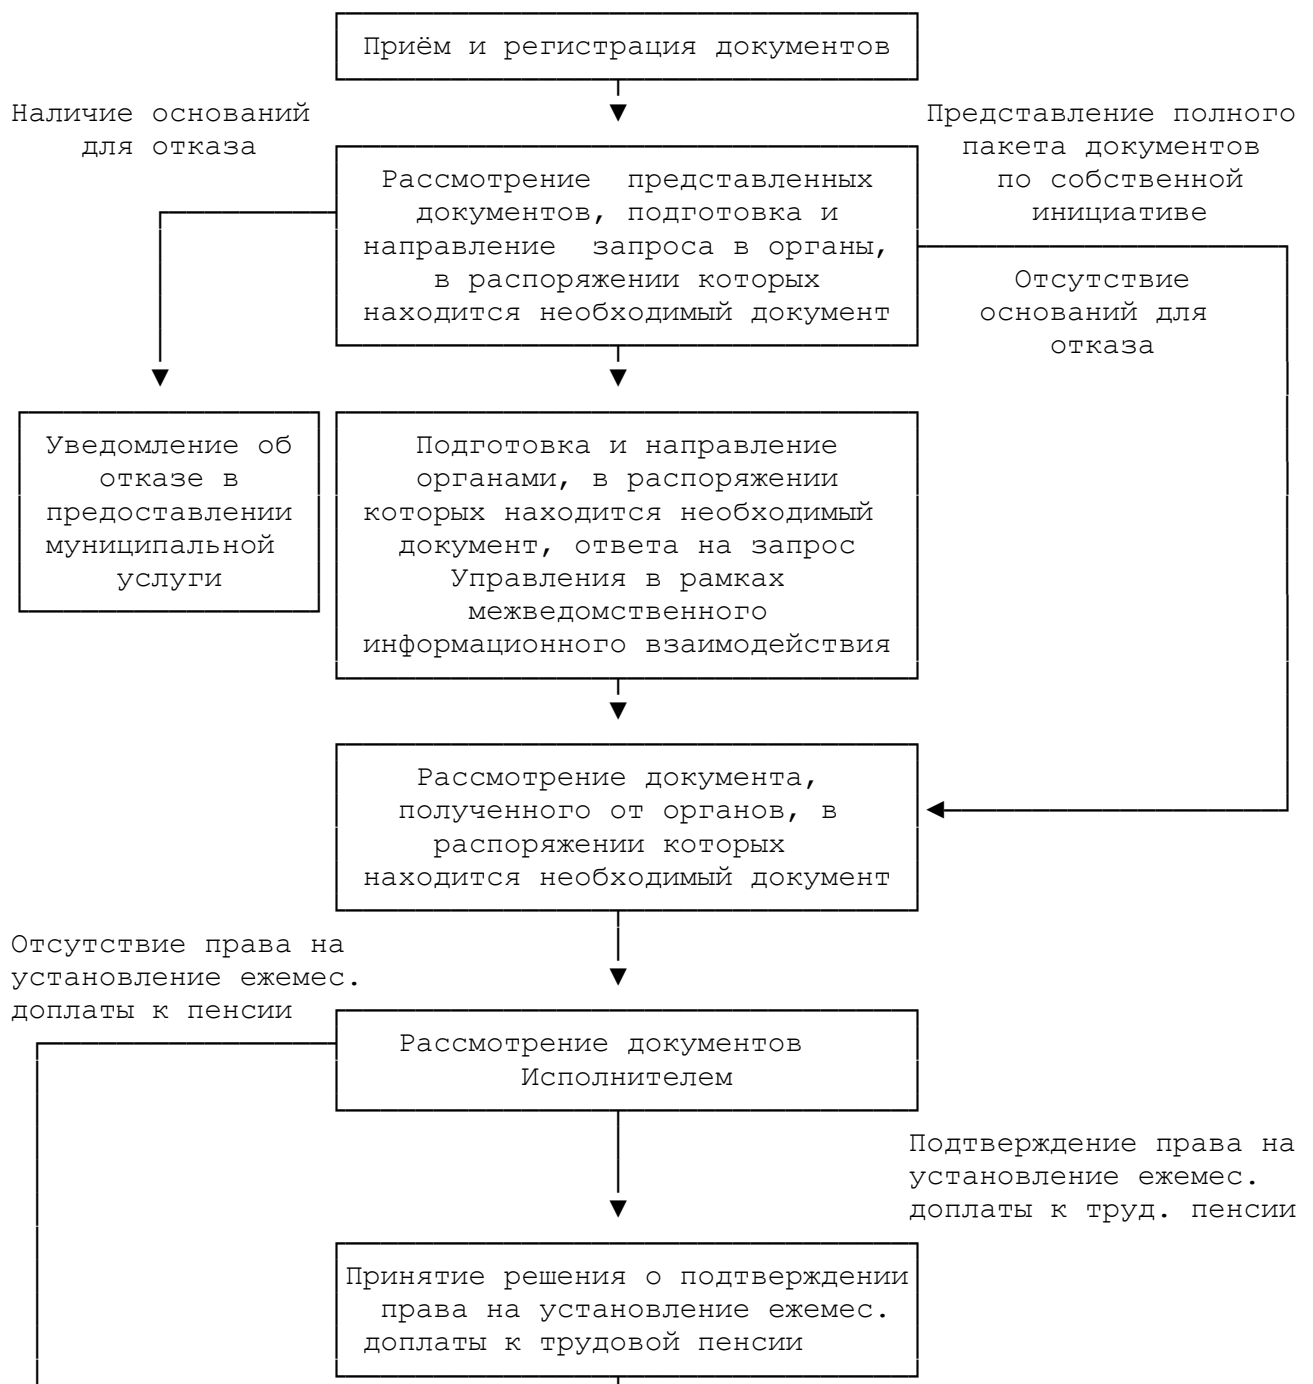 Приём и регистрация документов
Наличие оснований
для отказа
Представление полного
пакета документов
по собственной
инициативе
Рассмотрение представленных
документов, подготовка и
направление запроса в органы,
в распоряжении которых
находится необходимый документ
Отсутствие
оснований для
отказа
Уведомление об
отказе в
предоставлении
муниципальной
услуги
Подготовка и направление
органами, в распоряжении
которых находится необходимый
документ, ответа на запрос
Управления в рамках
межведомственного
информационного взаимодействия
Рассмотрение документа,
полученного от органов, в
распоряжении которых
находится необходимый документ
Отсутствие права на
установление ежемес.
доплаты к пенсии
Рассмотрение документов
Исполнителем
Подтверждение права на
установление ежемес.
доплаты к труд. пенсии
Принятие решения о подтверждении
права на установление ежемес.
доплаты к трудовой пенсии